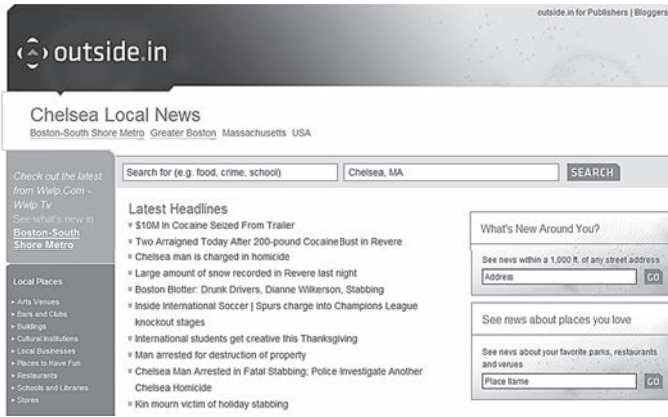 outside.in for Publishers | Bloggers
outside.in
Chelsea Local News
Boston-South Shore Metro Greater Boston Massachusetts USA
Check out the latest
from Wwlp.Com -
Wwlp Tv
See what's new in
Boston-South
Shore Metro
Search for (e.g. food, crime, school)
Chelsea, MA
SEARCH
Latest Headlines
$10M In Cocaine Seized From Trailer
Two Arraigned Today After 200-pound CocaineBust in Revere
Chelsea man is charged in homicide
Large amount of snow recorded in Revere last night
Boston Blotter: Drunk Drivers, Dianne Wilkerson, Stabbing
Inside International Soccer | Spurs charge into Champions League
knockout stages
International students get creative this Thanksgiving
Man arrested for destruction of property
Chelsea Man Arrested in Fatal Stabbing; Police Investigate Another
Chelsea Homicide
Kin mourn victim of holiday stabbing
Local Places
Arts Venues
Bars and Clubs
Buildings
Cultural Institutions
Local Businesses
Places to Have Fun
Restaurants
Schools and Libraries
Stores
What's New Around You?
See news within a 1,000 ft. of any street address
Address
GO
See news about places you love
See news about your favorite parks, restaurants
and venues
Place Name
GO